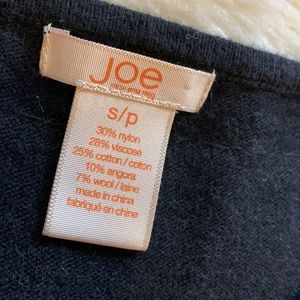 joe
s/p
30% nylon
28% viscose
25% cotton / coton
10% angora
7% wool / laine
made in china
fabriqué en chine